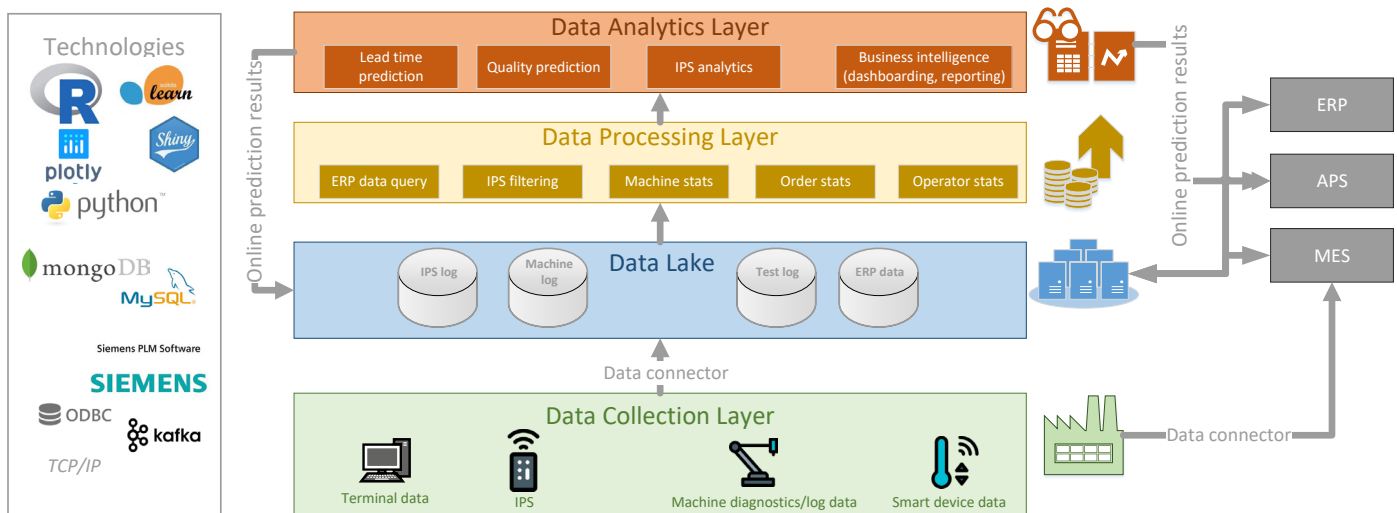 Technologies
R
scikit
learn
plotly
Shiny
python™
mongoDB
MySQL®
Siemens PLM Software
SIEMENS
ODBC
kafka
TCP/IP
Online prediction results
Data Analytics Layer
Lead time
prediction
Quality prediction
IPS analytics
Business intelligence
(dashboarding, reporting)
Data Processing Layer
ERP data query
IPS filtering
Machine stats
Order stats
Operator stats
Data Lake
IPS log
Machine
log
Test log
ERP data
Data connector
Data Collection Layer
Terminal data
IPS
Machine diagnostics/log data
Smart device data
Online prediction results
ERP
APS
MES
Data connector